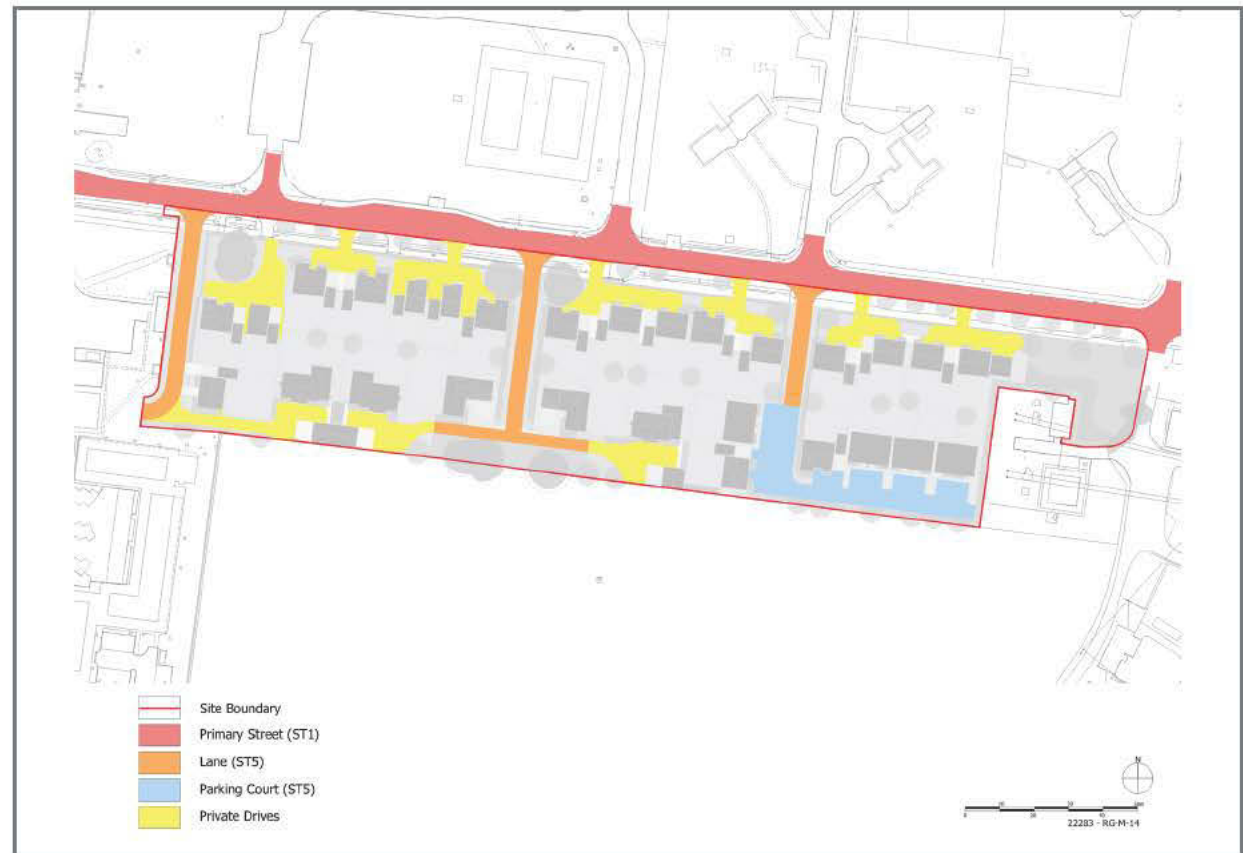 Site Boundary
Primary Street (ST1)
Lane (ST5)
Parking Court (ST5)
Private Drives
N
22283 - RG-M-14